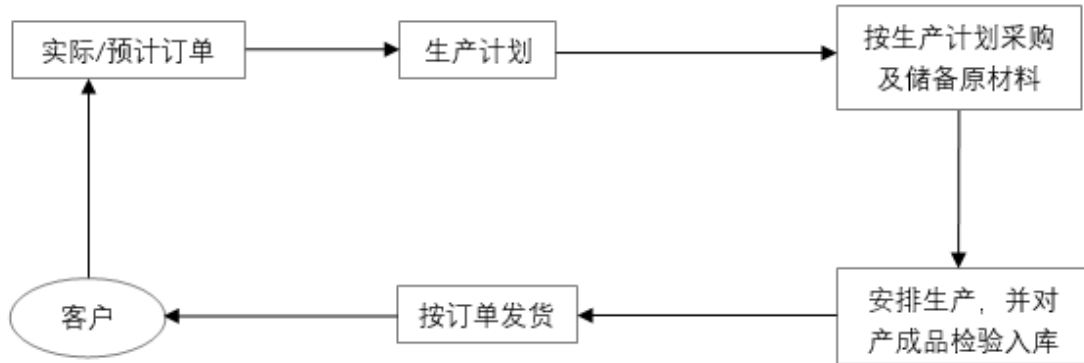 实际/预计订单
生产计划
按生产计划采购
及储备原材料
客户
按订单发货
安排生产，并对
产成品检验入库